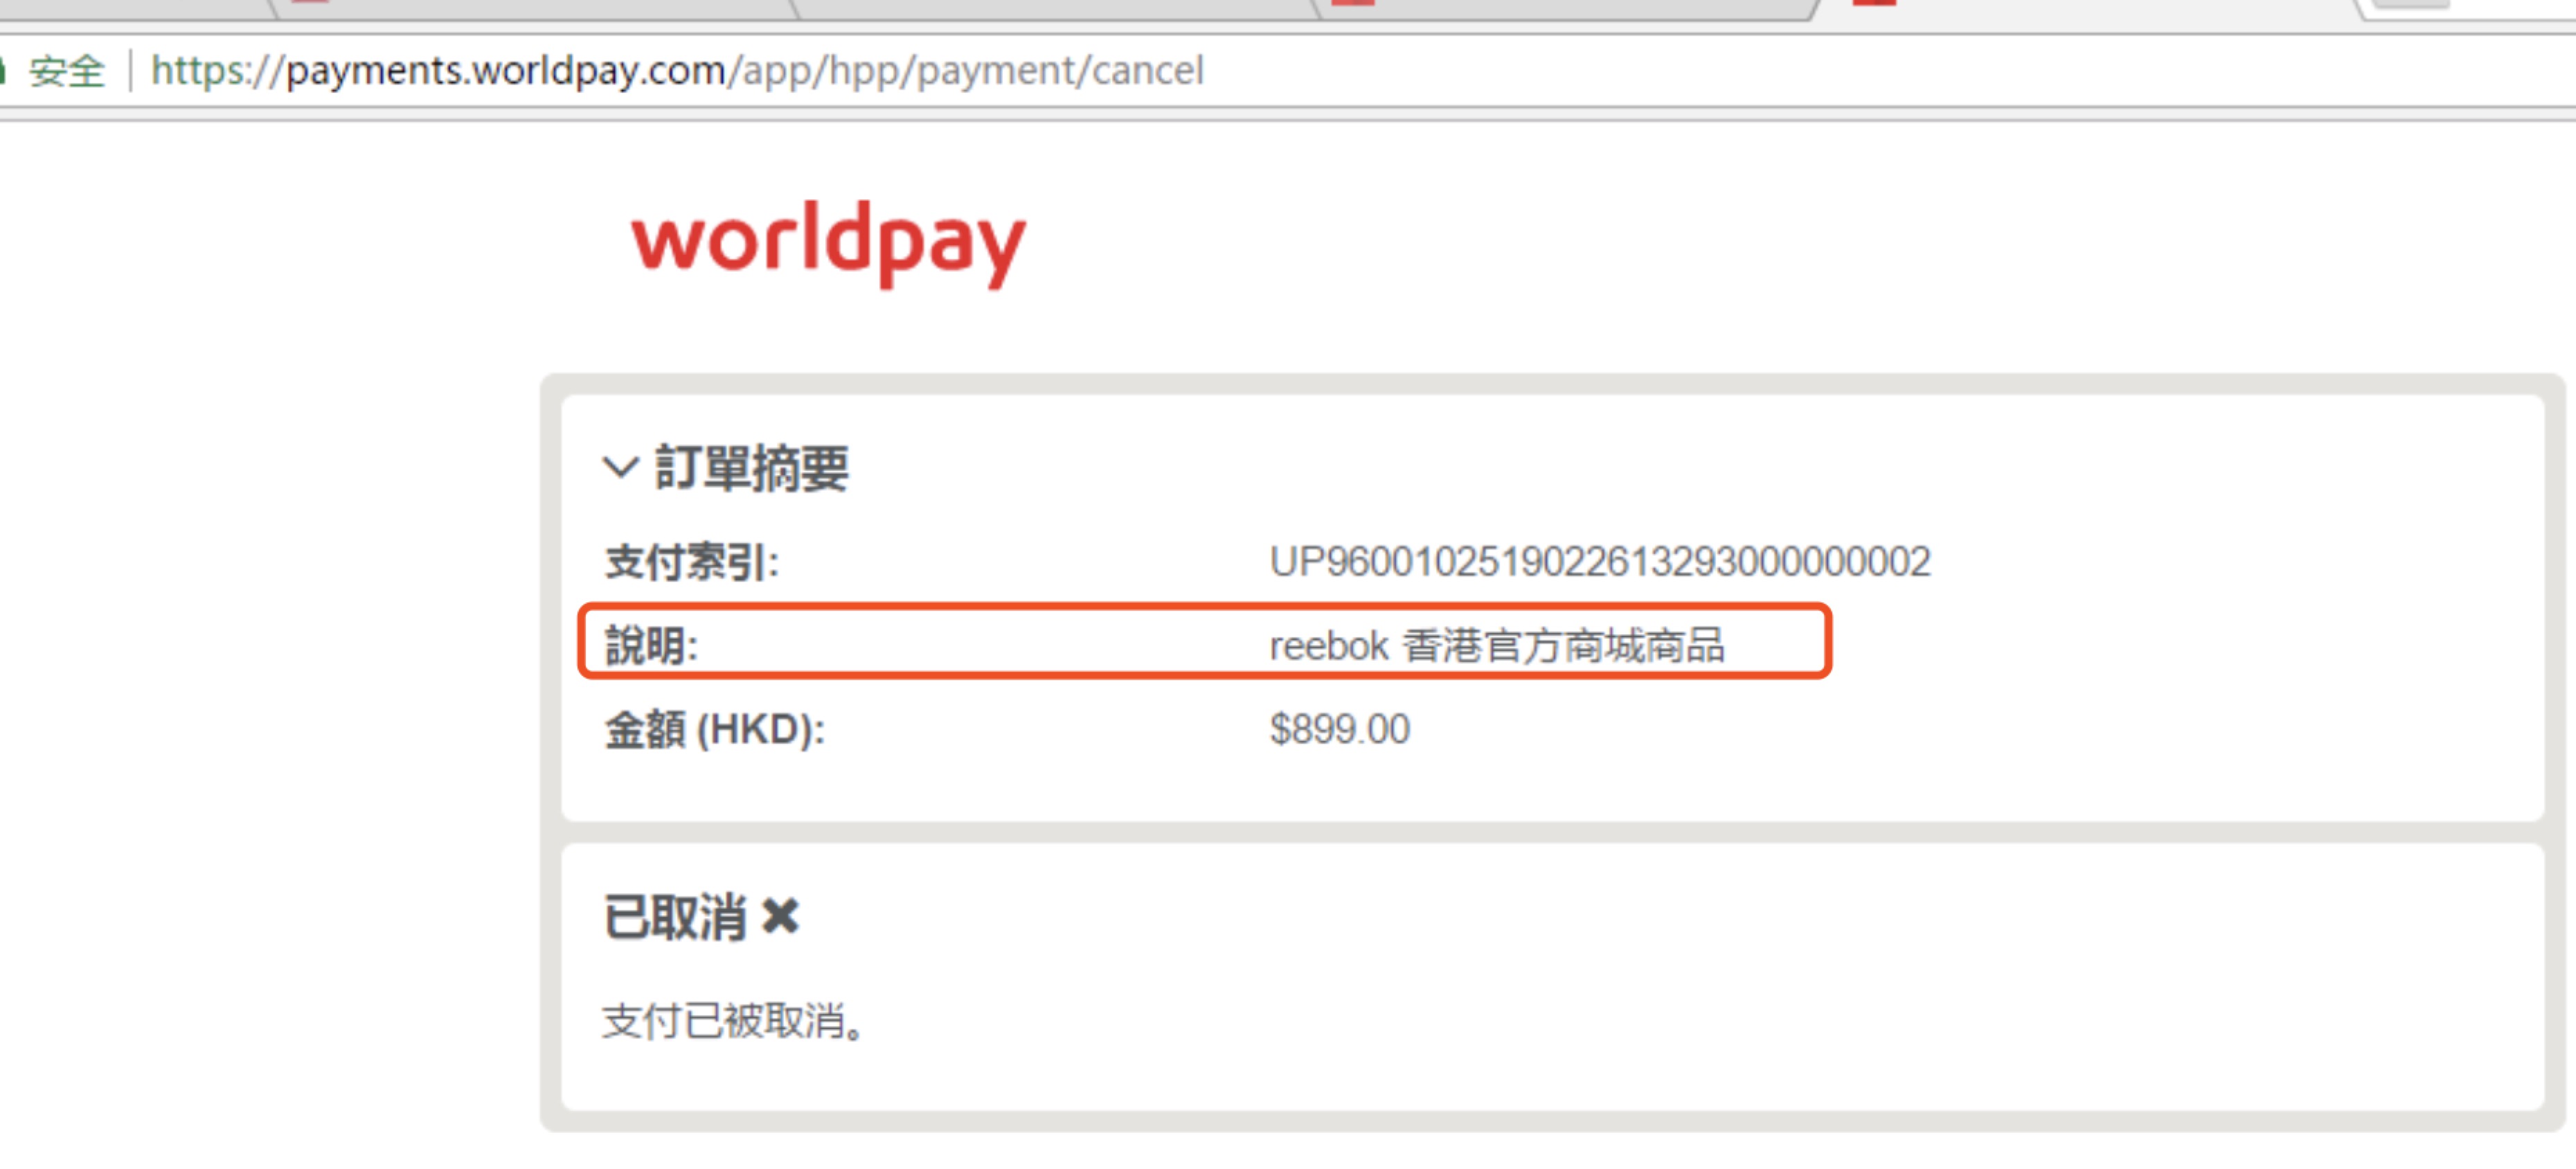 安全 | https://payments.worldpay.com/app/hpp/payment/cancel
worldpay
訂單摘要
支付索引: UP9600102519022613293000000002
說明: reebok 香港官方商城商品
金額 (HKD): $899.00
已取消 ✖
支付已被取消。